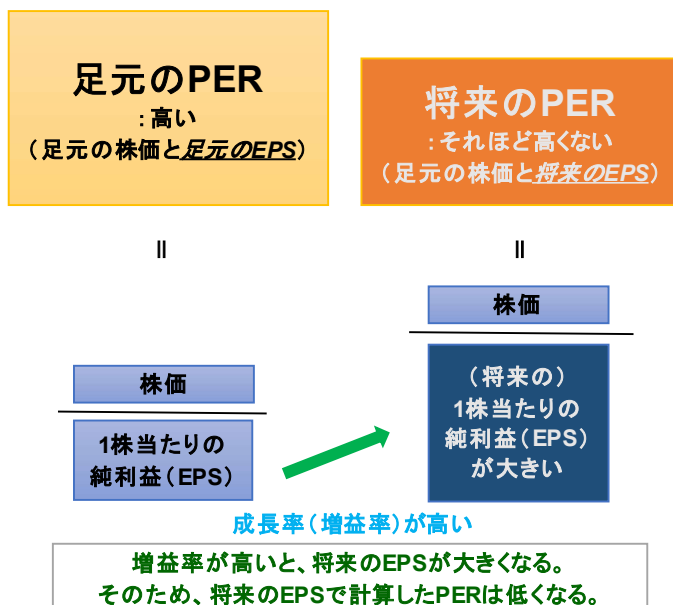 足元のPER
：高い
（足元の株価と足元のEPS）
将来のPER
：それほど高くない
（足元の株価と将来のEPS）
=
=
株価
1株当たりの
純利益（EPS）
株価
（将来の）
1株当たりの
純利益（EPS）
が大きい
成長率（増益率）が高い
増益率が高いと、将来のEPSが大きくなる。
そのため、将来のEPSで計算したPERは低くなる。